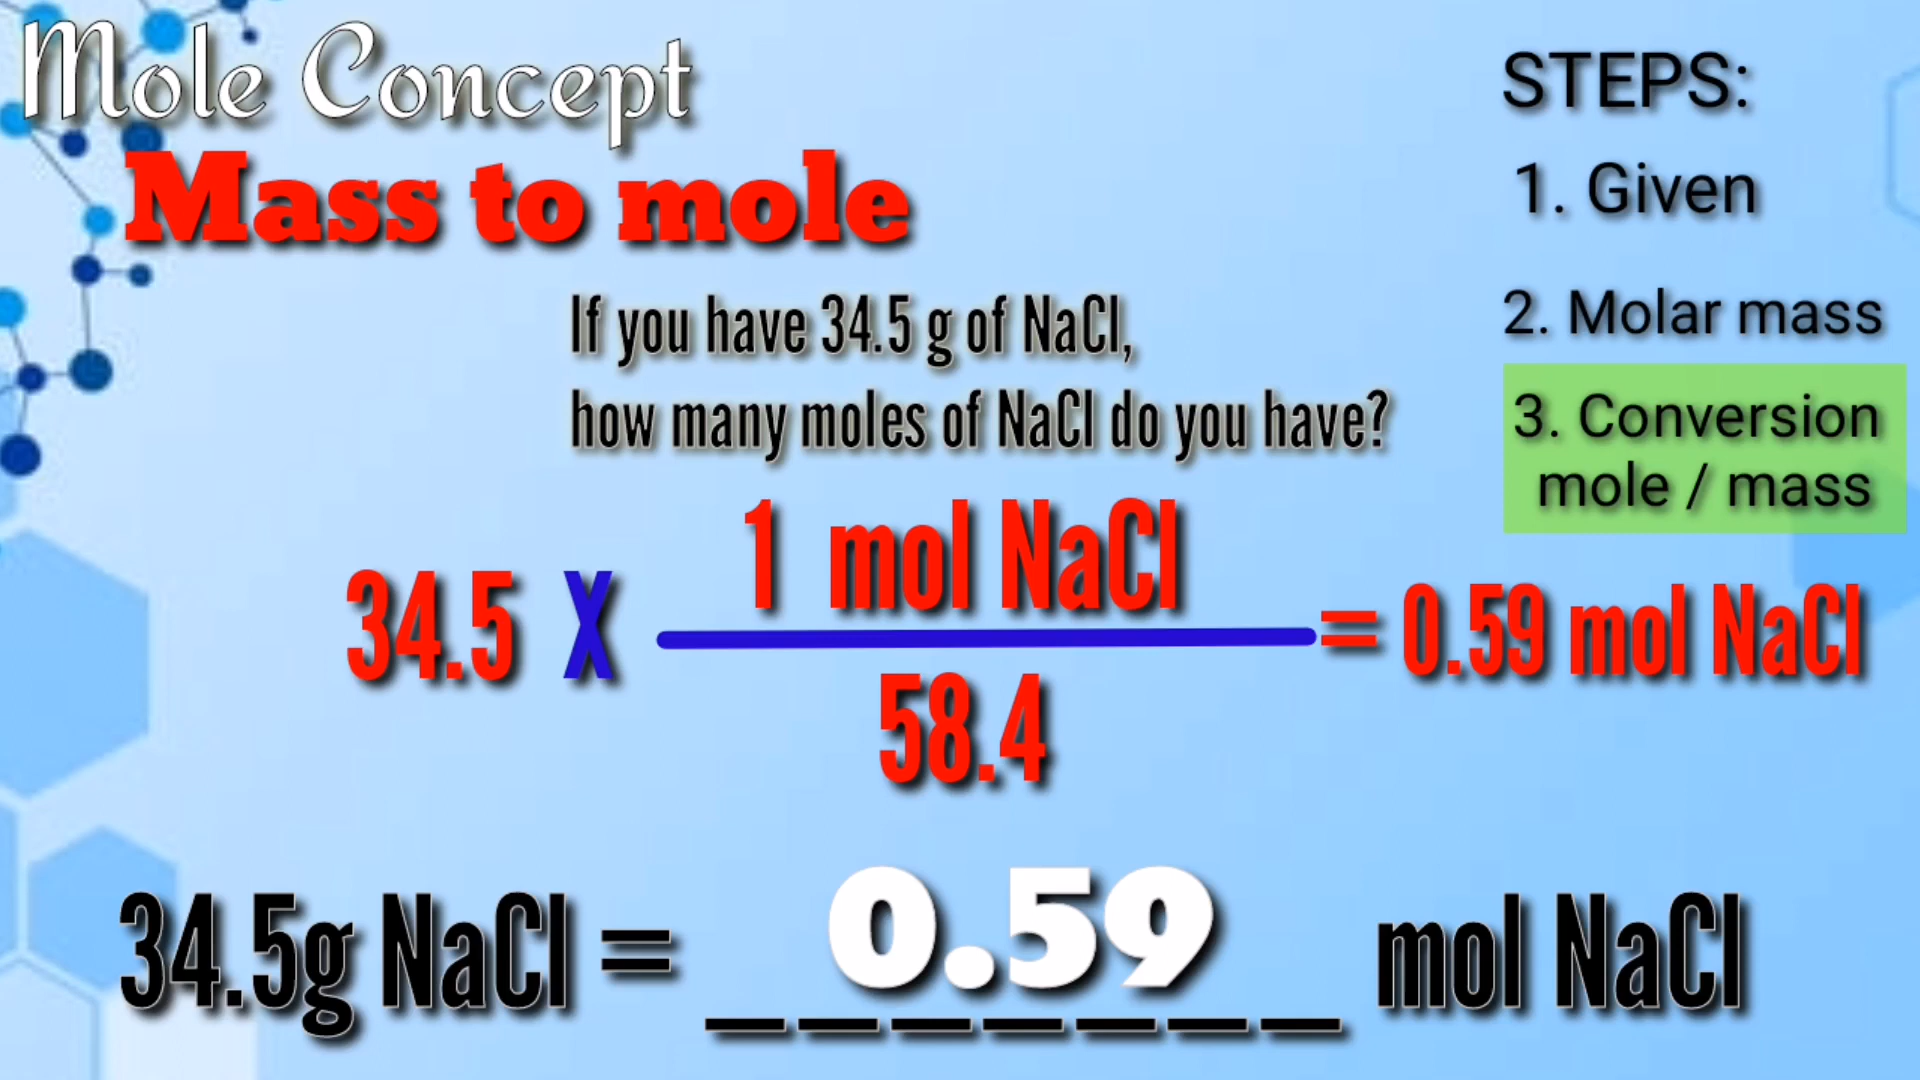 Mole Concept
Mass to mole
If you have 34.5 g of NaCl,
how many moles of NaCl do you have?
34.5 X 1 mol NaCl
58.4
= 0.59 mol NaCl
34.5g NaCl = 0.59 mol NaCl
STEPS:
1. Given
2. Molar mass
3. Conversion
mole / mass